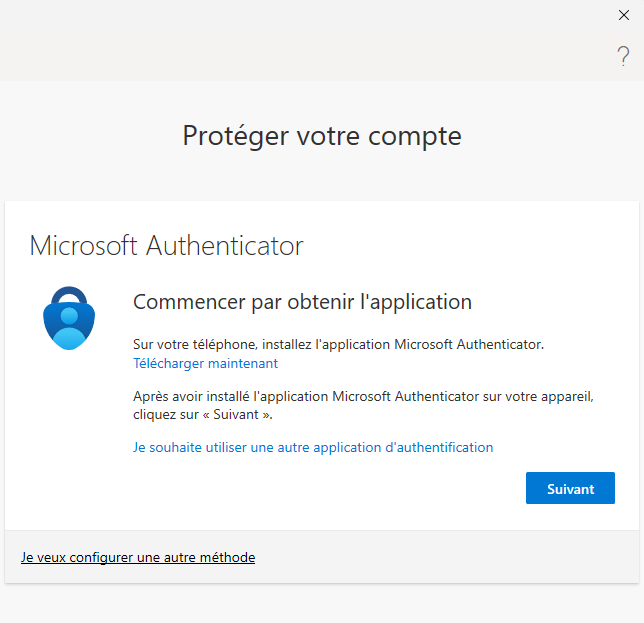 Protéger votre compte
Microsoft Authenticator
Commencer par obtenir l'application
Sur votre téléphone, installez l'application Microsoft Authenticator.
Télécharger maintenant
Après avoir installé l'application Microsoft Authenticator sur votre appareil,
cliquez sur « Suivant ».
Je souhaite utiliser une autre application d'authentification
Suivant
Je veux configurer une autre méthode